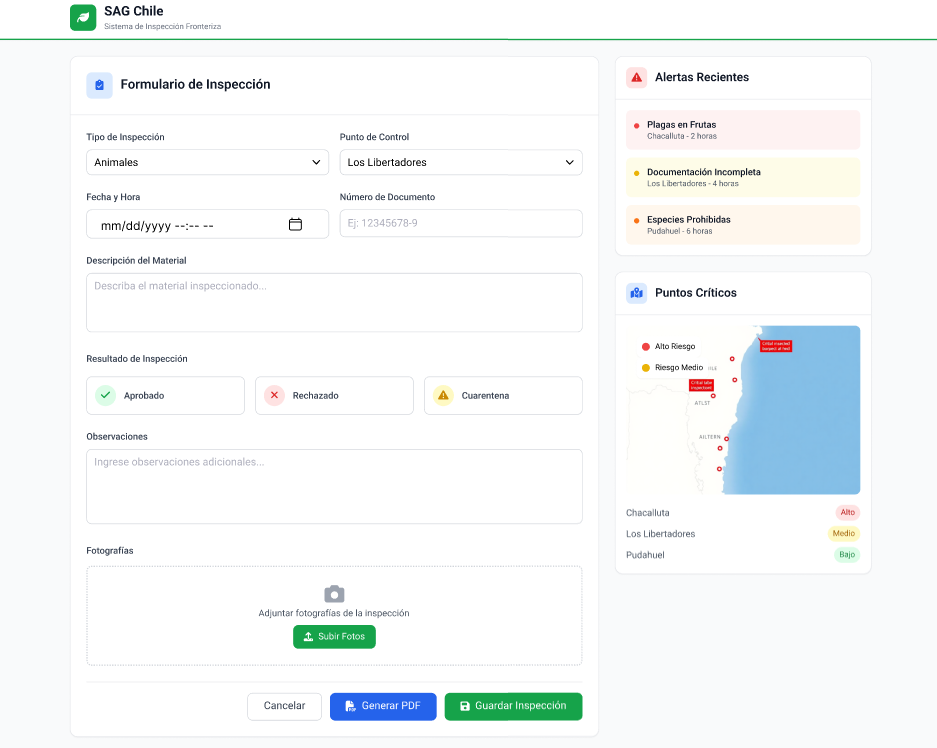 SAG Chile
Sistema de Inspección Fronteriza
Formulario de Inspección
Tipo de Inspección
Punto de Control
Animales
Los Libertadores
Fecha y Hora
Número de Documento
mm/dd/yyyy --:-- --
Ej: 12345678-9
Descripción del Material
Describa el material inspeccionado...
Resultado de Inspección
Aprobado
Rechazado
Cuarentena
Observaciones
Ingrese observaciones adicionales...
Fotografías
Adjuntar fotografías de la inspección
Subir Fotos
Cancelar
Generar PDF
Guardar Inspección
Alertas Recientes
Plagas en Frutas
Chacalluta - 2 horas
Documentación Incompleta
Los Libertadores - 4 horas
Especies Prohibidas
Pudahuel - 6 horas
Puntos Críticos
Alto Riesgo
Riesgo Medio
ATLST
AILTERN
Chacalluta
Alto
Los Libertadores
Medio
Pudahuel
Bajo